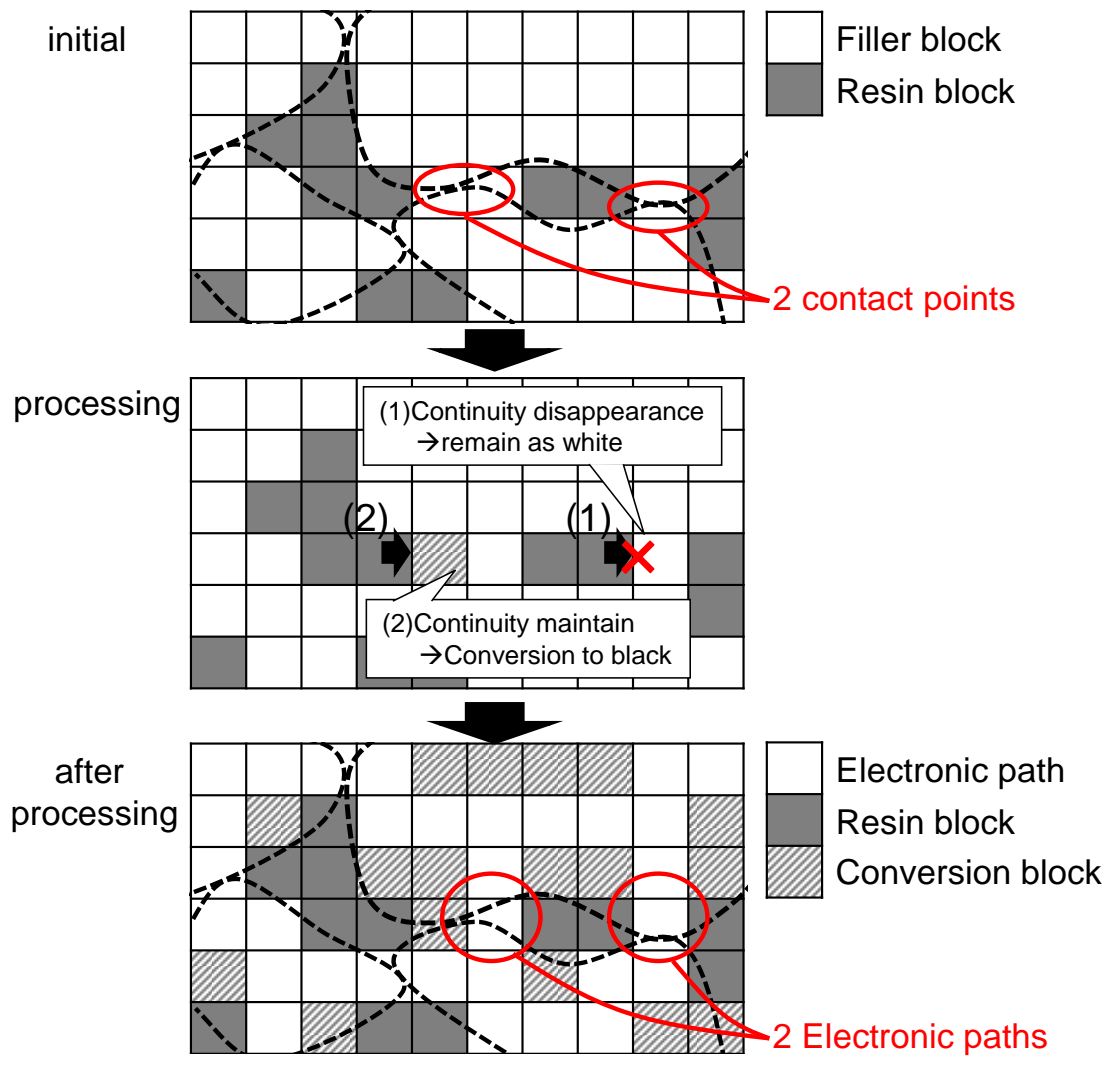 initial
Filler block
Resin block
2 contact points
processing
(1)Continuity disappearance
→remain as white
(2)
(1)
(2)Continuity maintain
→Conversion to black
after
processing
Electronic path
Resin block
Conversion block
2 Electronic paths